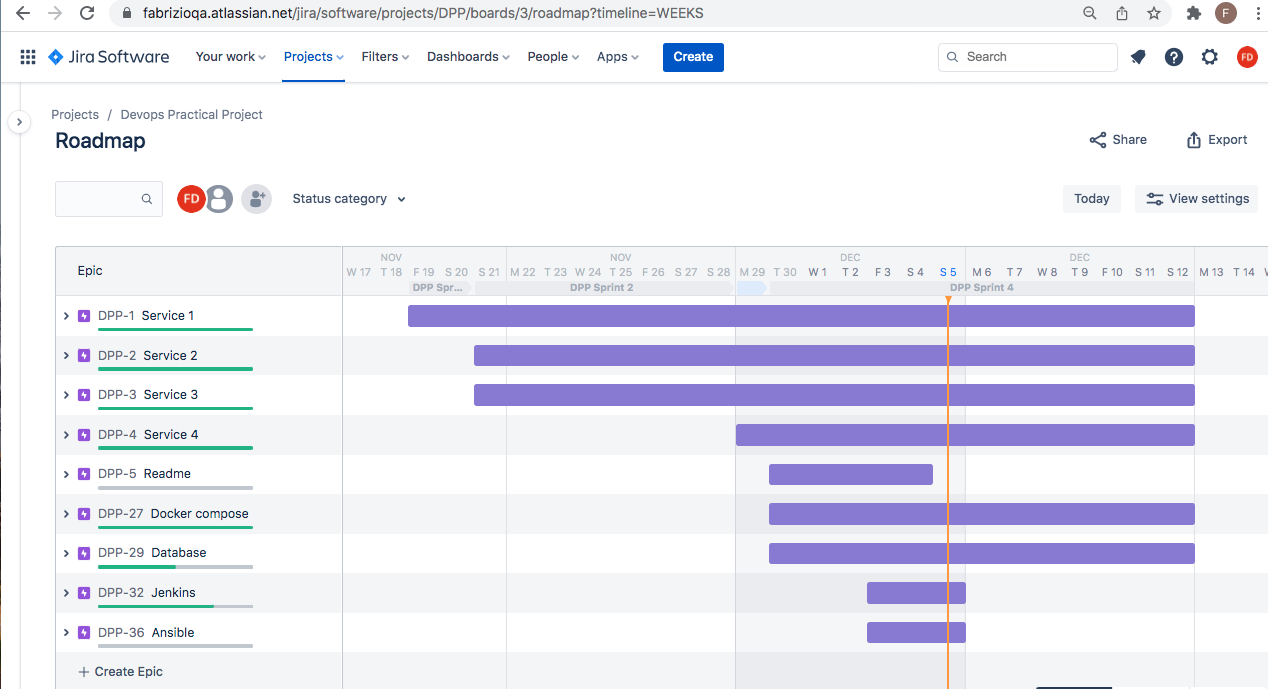 fabrizioqa.atlassian.net/jira/software/projects/DPP/boards/3/roadmap?timeline=WEEKS
F
Jira Software Your work Projects Filters Dashboards People Apps Create Search ? FD
Projects / Devops Practical Project
Roadmap
Share Export
FD Status category Today View settings
Epic
NOV NOV DEC DEC
W 17 T 18 F 19 S 20 S 21 M 22 T 23 W 24 T 25 F 26 S 27 S 28 M 29 T 30 W 1 T 2 F 3 S 4 S 5 M 6 T 7 W 8 T 9 F 10 S 11 S 12 M 13 T 14
DPP Spr... DPP Sprint 2 DPP Sprint 4
DPP-1 Service 1
DPP-2 Service 2
DPP-3 Service 3
DPP-4 Service 4
DPP-5 Readme
DPP-27 Docker compose
DPP-29 Database
DPP-32 Jenkins
DPP-36 Ansible
+ Create Epic